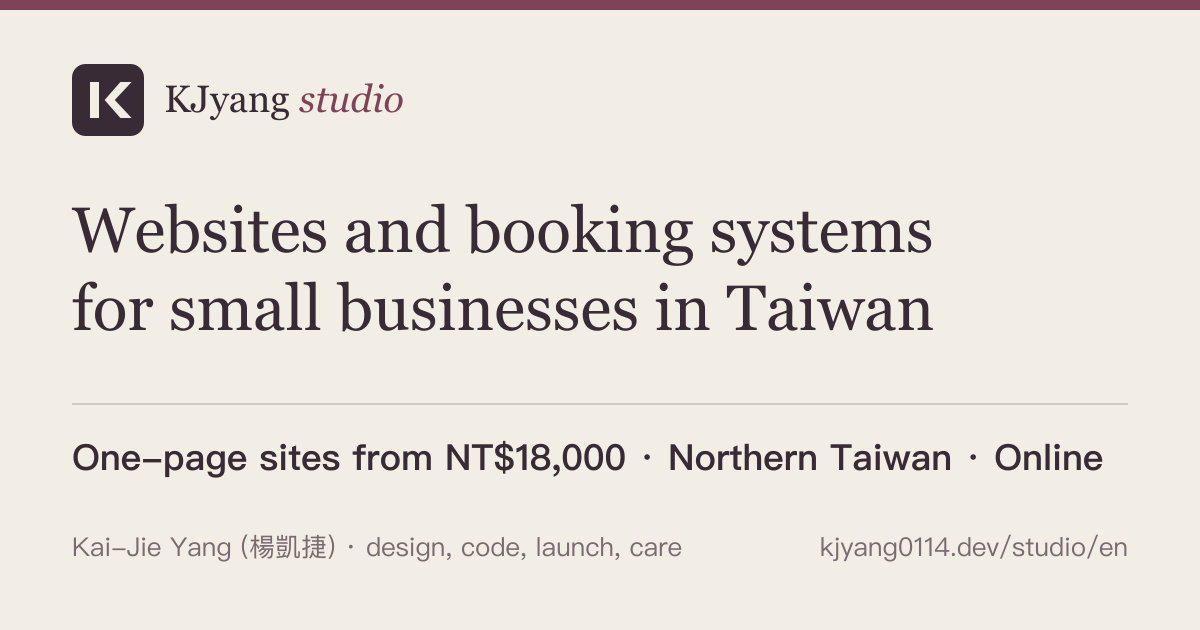 K
KJyang studio
Websites and booking systems
for small businesses in Taiwan
One–page sites from NT$18,000 · Northern Taiwan · Online
Kai–Jie Yang (楊凱捷) · design, code, launch, care
kjyang0114.dev/studio/en